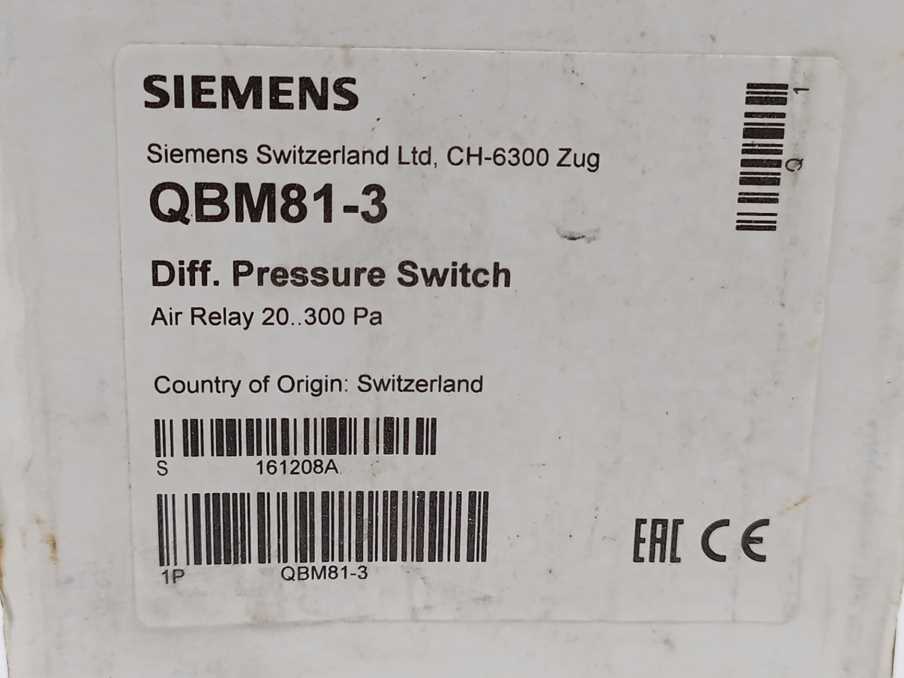 SIEMENS
Siemens Switzerland Ltd, CH-6300 Zug
QBM81-3
Diff. Pressure Switch
Air Relay 20..300 Pa
Country of Origin: Switzerland
S 161208A
1P QBM81-3
Q 1
EAC CE